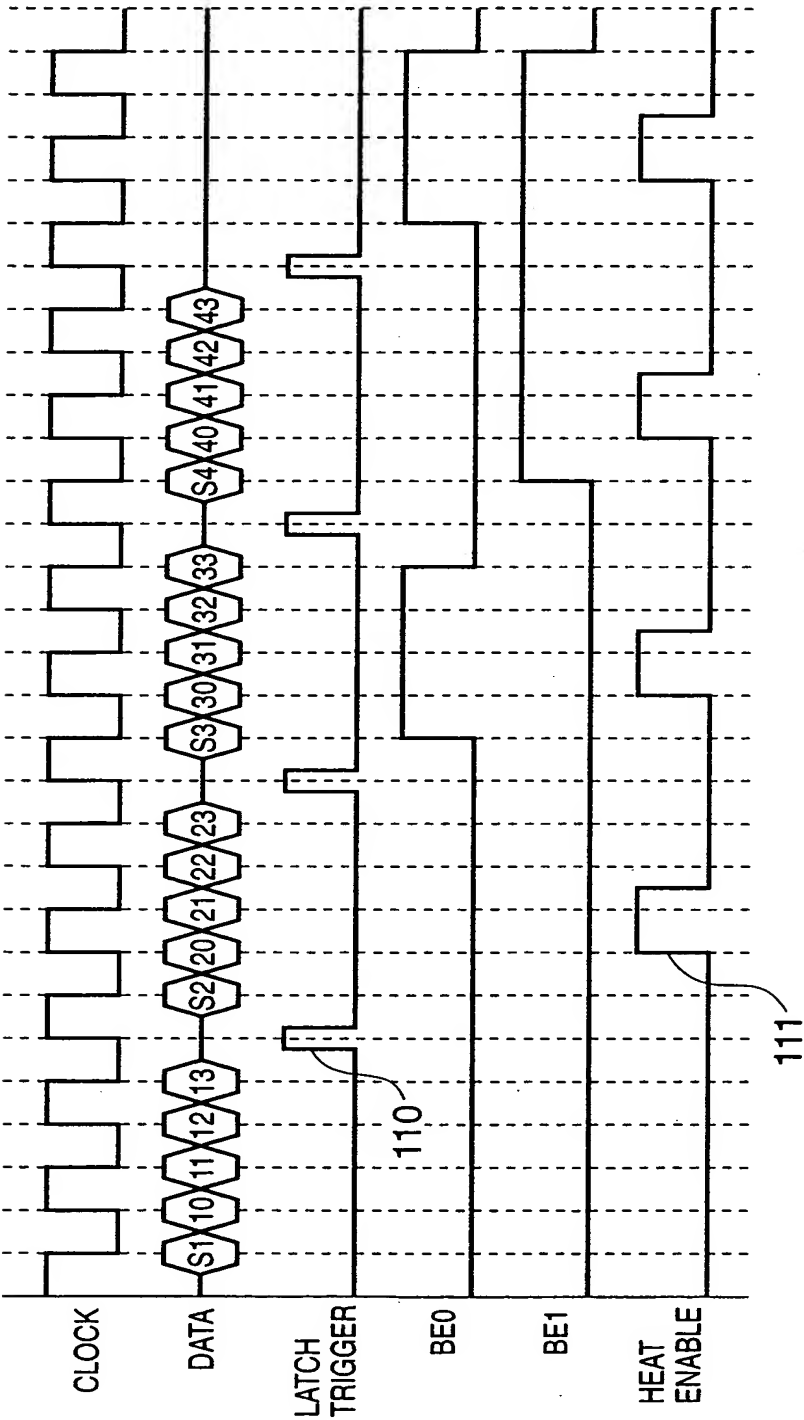 CLOCK
DATA
S1 10 11 12 13 S2 20 21 22 23 S3 30 31 32 33 S4 40 41 42 43
LATCH
TRIGGER
110
BE0
BE1
HEAT
ENABLE
111